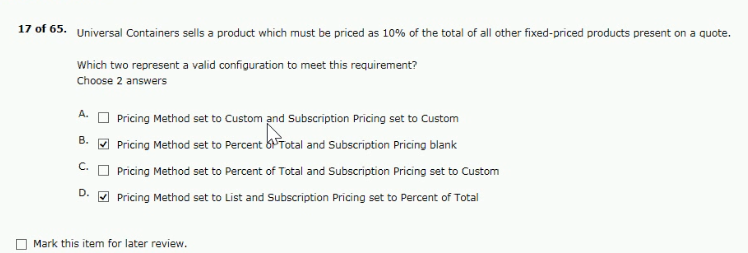 17 of 65. Universal Containers sells a product which must be priced as 10% of the total of all other fixed-priced products present on a quote.
Which two represent a valid configuration to meet this requirement?
Choose 2 answers
A. Pricing Method set to Custom and Subscription Pricing set to Custom
B. Pricing Method set to Percent of Total and Subscription Pricing blank
C. Pricing Method set to Percent of Total and Subscription Pricing set to Custom
D. Pricing Method set to List and Subscription Pricing set to Percent of Total
Mark this item for later review.